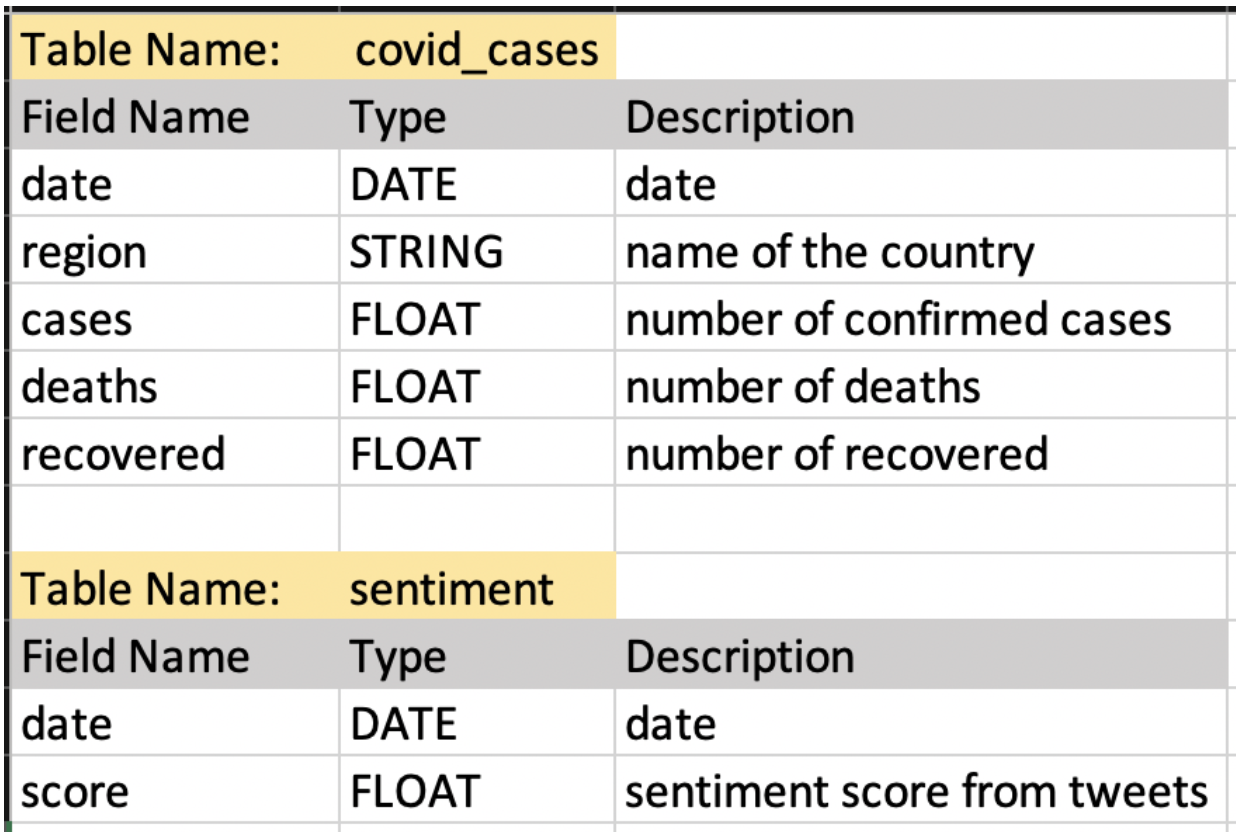 Table Name: covid_cases
Field Name Type Description
date DATE date
region STRING name of the country
cases FLOAT number of confirmed cases
deaths FLOAT number of deaths
recovered FLOAT number of recovered
Table Name: sentiment
Field Name Type Description
date DATE date
score FLOAT sentiment score from tweets